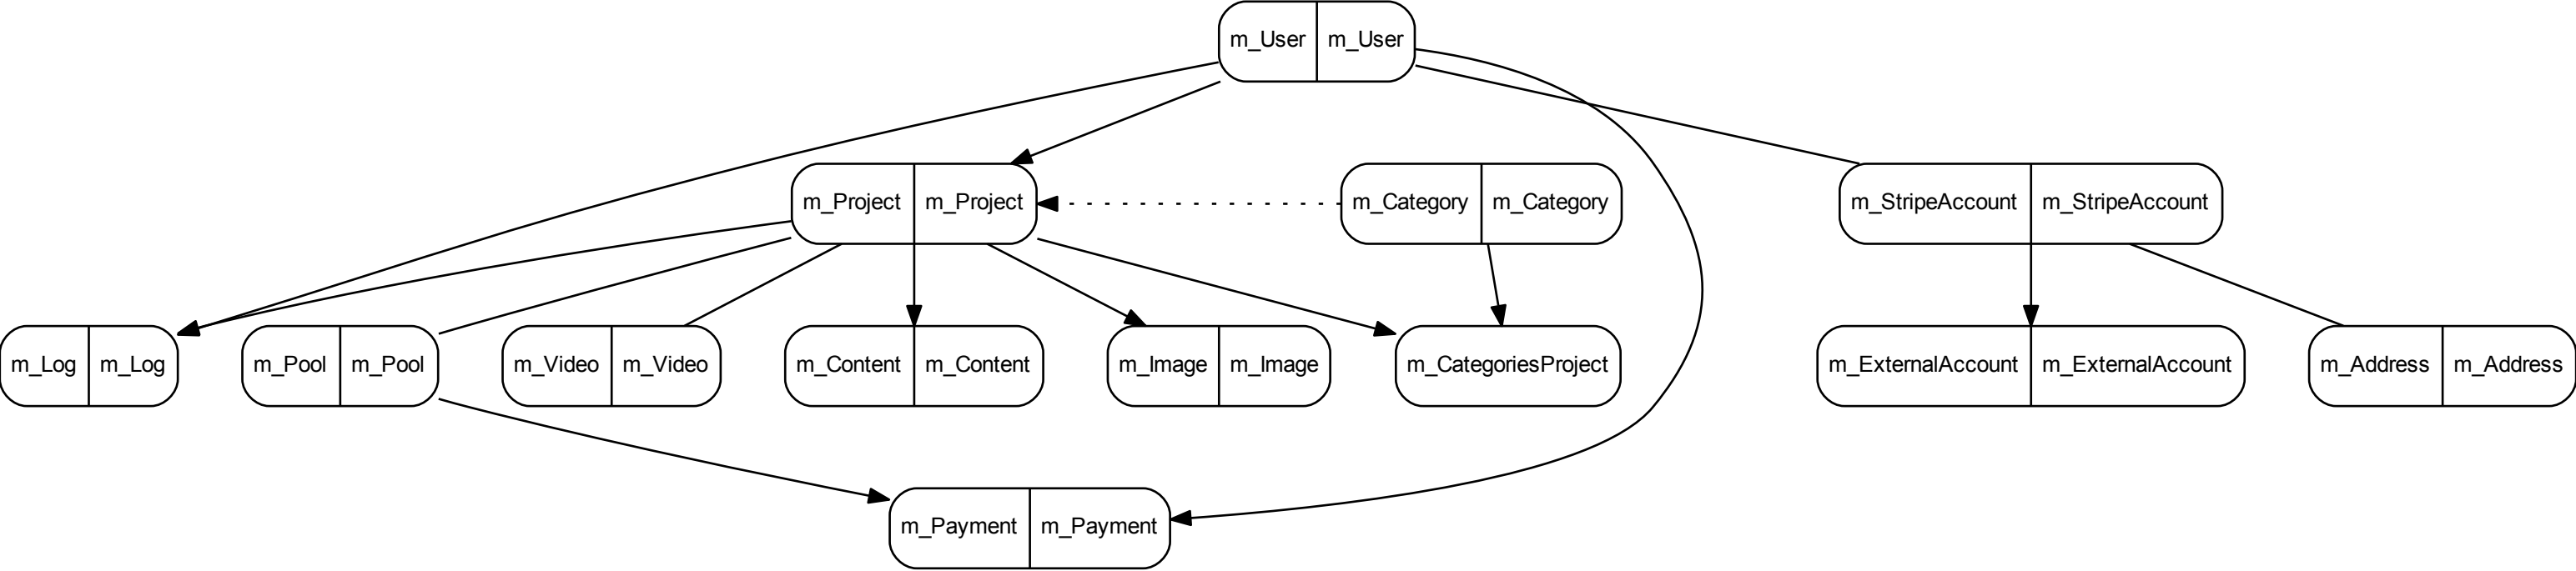 m_User m_User
m_Project m_Project
m_Category m_Category
m_StripeAccount m_StripeAccount
m_Log m_Log
m_Pool m_Pool
m_Video m_Video
m_Content m_Content
m_Image m_Image
m_CategoriesProject
m_ExternalAccount m_ExternalAccount
m_Address m_Address
m_Payment m_Payment